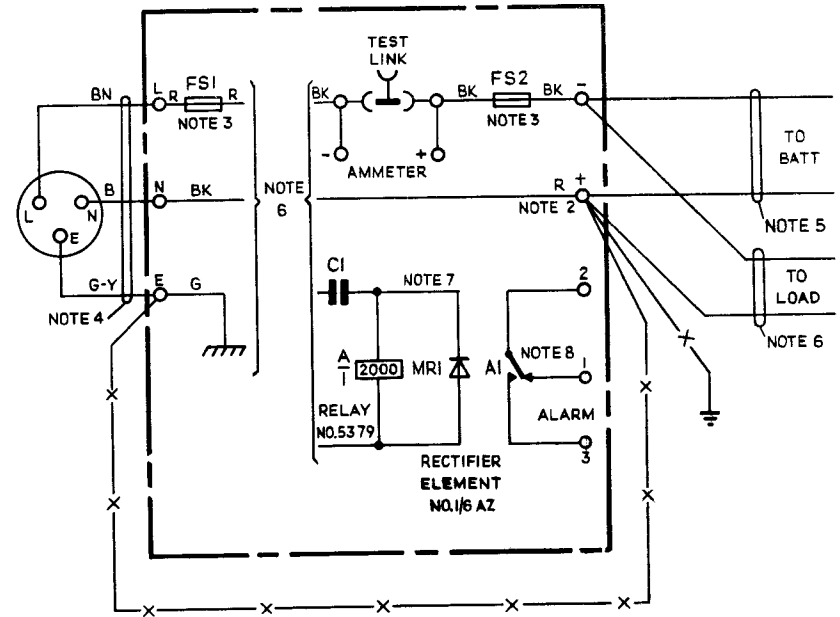 TEST
LINK
BN
L
R
FS1
R
BK
BK
FS2
BK
-
NOTE 3
NOTE 3
TO
BATT
-
+
AMMETER
B
N
BK
NOTE
6
R
+
NOTE 2
L
N
E
NOTE 5
G-Y
E
G
C1
NOTE 7
2
TO
LOAD
NOTE 4
NOTE 6
A
1
2000
MR1
A1
NOTE 8
1
RELAY
NO.5379
ALARM
3
RECTIFIER
ELEMENT
NO.1/6 AZ